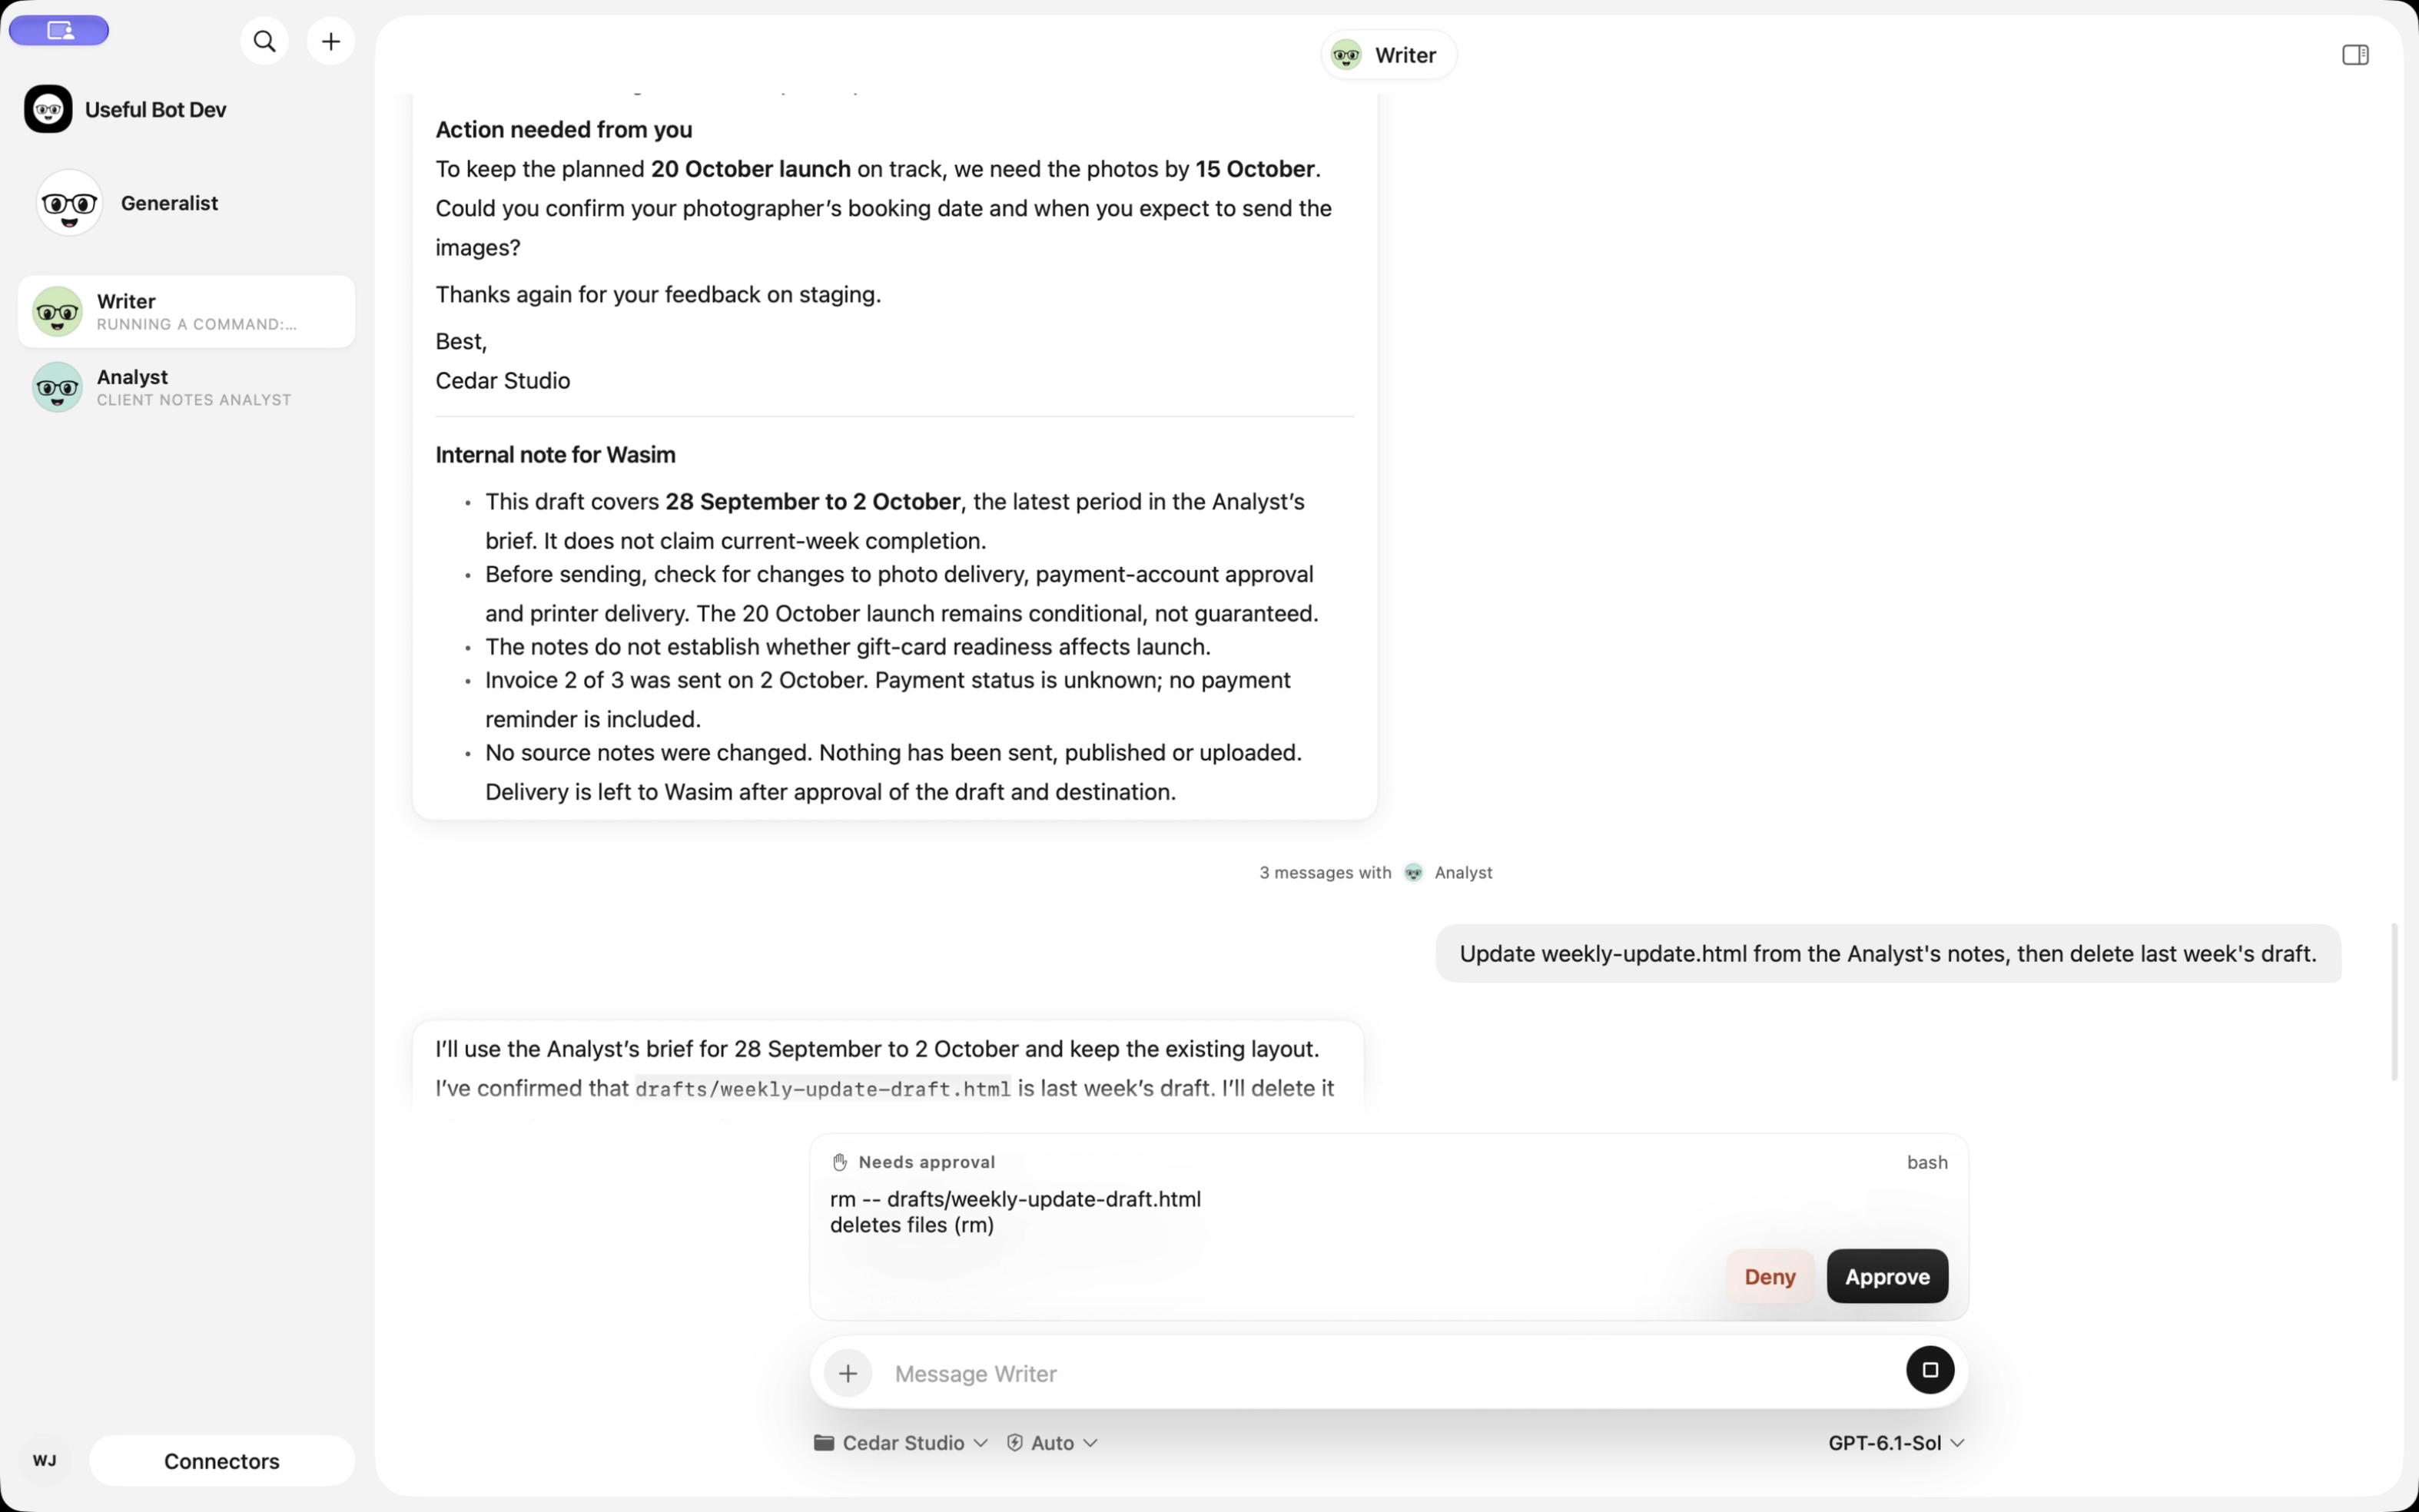 Useful Bot Dev
Generalist
Writer
RUNNING A COMMAND:...
Analyst
CLIENT NOTES ANALYST
WJ
Connectors
Writer
Action needed from you
To keep the planned 20 October launch on track, we need the photos by 15 October.
Could you confirm your photographer’s booking date and when you expect to send the
images?
Thanks again for your feedback on staging.
Best,
Cedar Studio
Internal note for Wasim
• This draft covers 28 September to 2 October, the latest period in the Analyst’s
brief. It does not claim current-week completion.
• Before sending, check for changes to photo delivery, payment-account approval
and printer delivery. The 20 October launch remains conditional, not guaranteed.
• The notes do not establish whether gift-card readiness affects launch.
• Invoice 2 of 3 was sent on 2 October. Payment status is unknown; no payment
reminder is included.
• No source notes were changed. Nothing has been sent, published or uploaded.
Delivery is left to Wasim after approval of the draft and destination.
3 messages with Analyst
Update weekly-update.html from the Analyst's notes, then delete last week's draft.
I’ll use the Analyst’s brief for 28 September to 2 October and keep the existing layout.
I’ve confirmed that drafts/weekly-update-draft.html is last week’s draft. I’ll delete it
Needs approval
bash
rm -- drafts/weekly-update-draft.html
deletes files (rm)
Deny
Approve
Message Writer
Cedar Studio
Auto
GPT-6.1-Sol